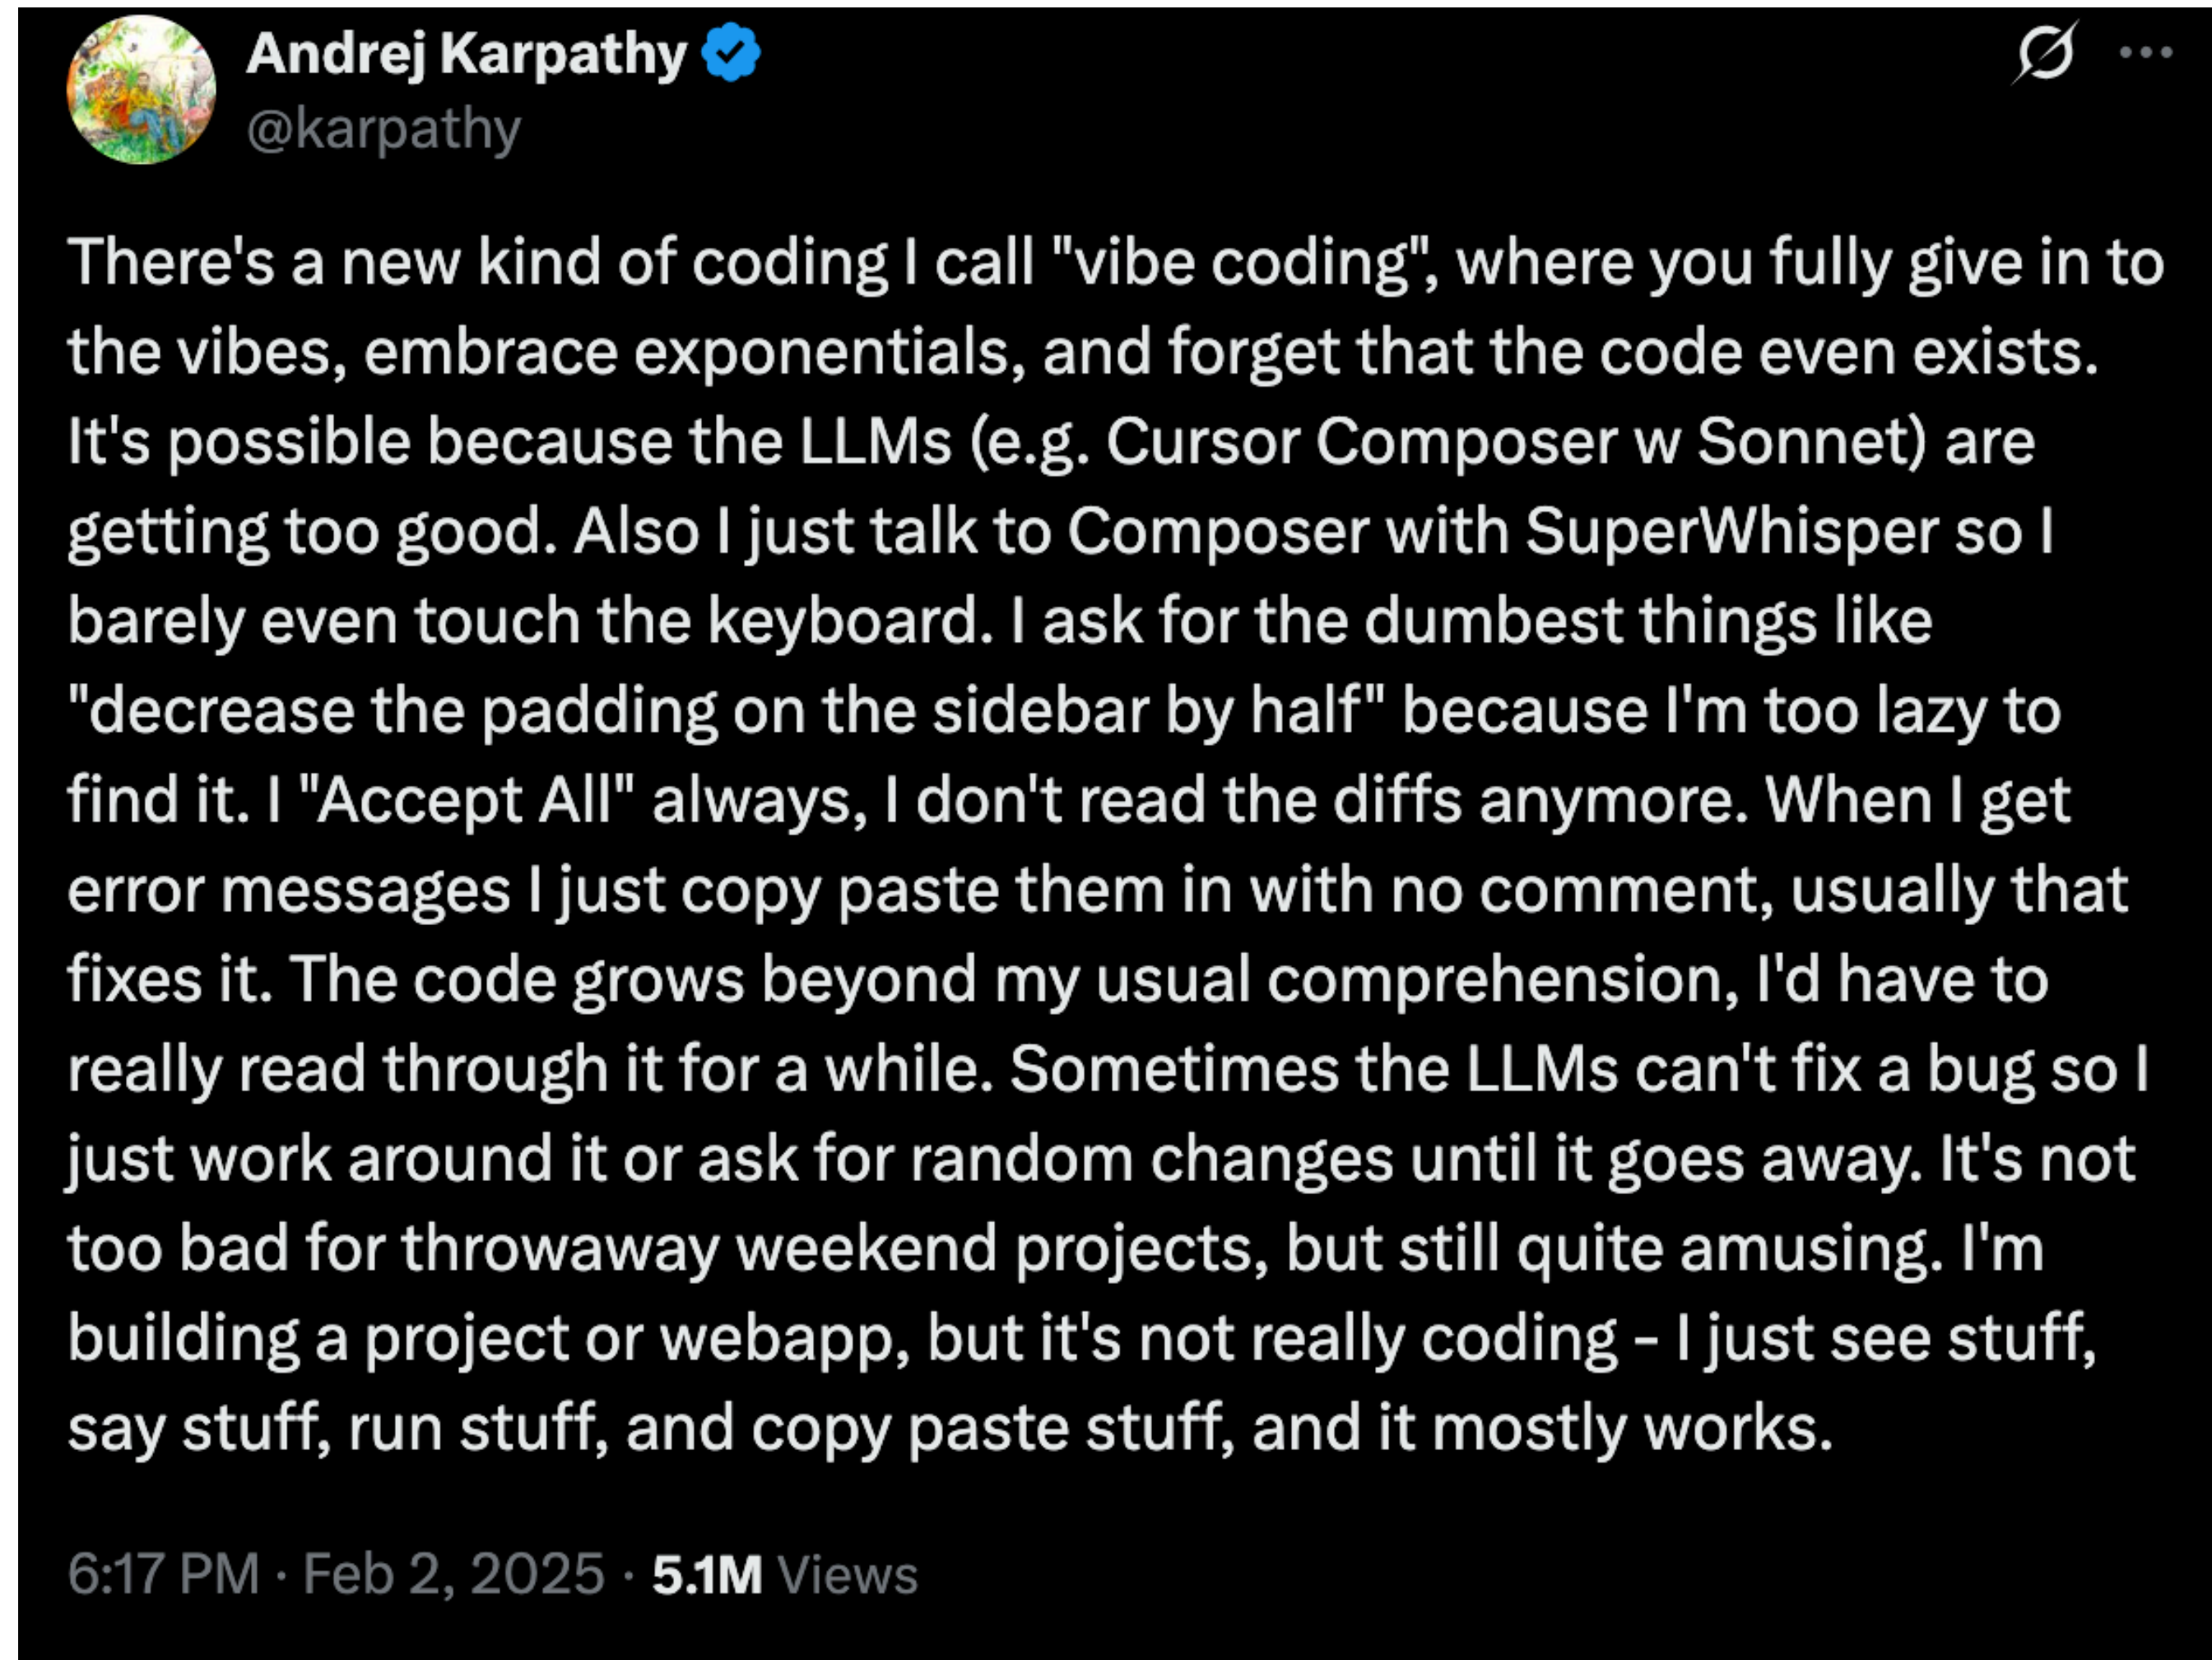 Andrej Karpathy
@karpathy
There's a new kind of coding I call "vibe coding", where you fully give in to
the vibes, embrace exponentials, and forget that the code even exists.
It's possible because the LLMs (e.g. Cursor Composer w Sonnet) are
getting too good. Also I just talk to Composer with SuperWhisper so I
barely even touch the keyboard. I ask for the dumbest things like
"decrease the padding on the sidebar by half" because I'm too lazy to
find it. I "Accept All" always, I don't read the diffs anymore. When I get
error messages I just copy paste them in with no comment, usually that
fixes it. The code grows beyond my usual comprehension, I'd have to
really read through it for a while. Sometimes the LLMs can't fix a bug so I
just work around it or ask for random changes until it goes away. It's not
too bad for throwaway weekend projects, but still quite amusing. I'm
building a project or webapp, but it's not really coding - I just see stuff,
say stuff, run stuff, and copy paste stuff, and it mostly works.
6:17 PM · Feb 2, 2025 · 5.1M Views